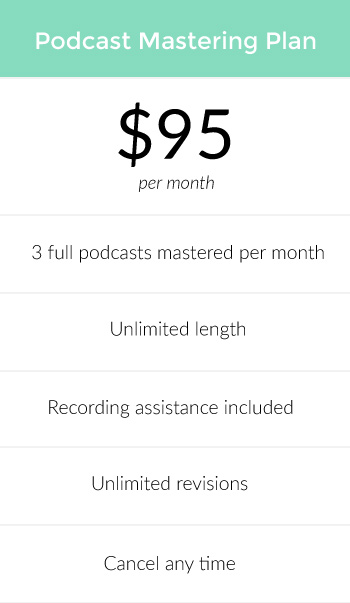 Podcast Mastering Plan
$95
per month
3 full podcasts mastered per month
Unlimited length
Recording assistance included
Unlimited revisions
Cancel any time